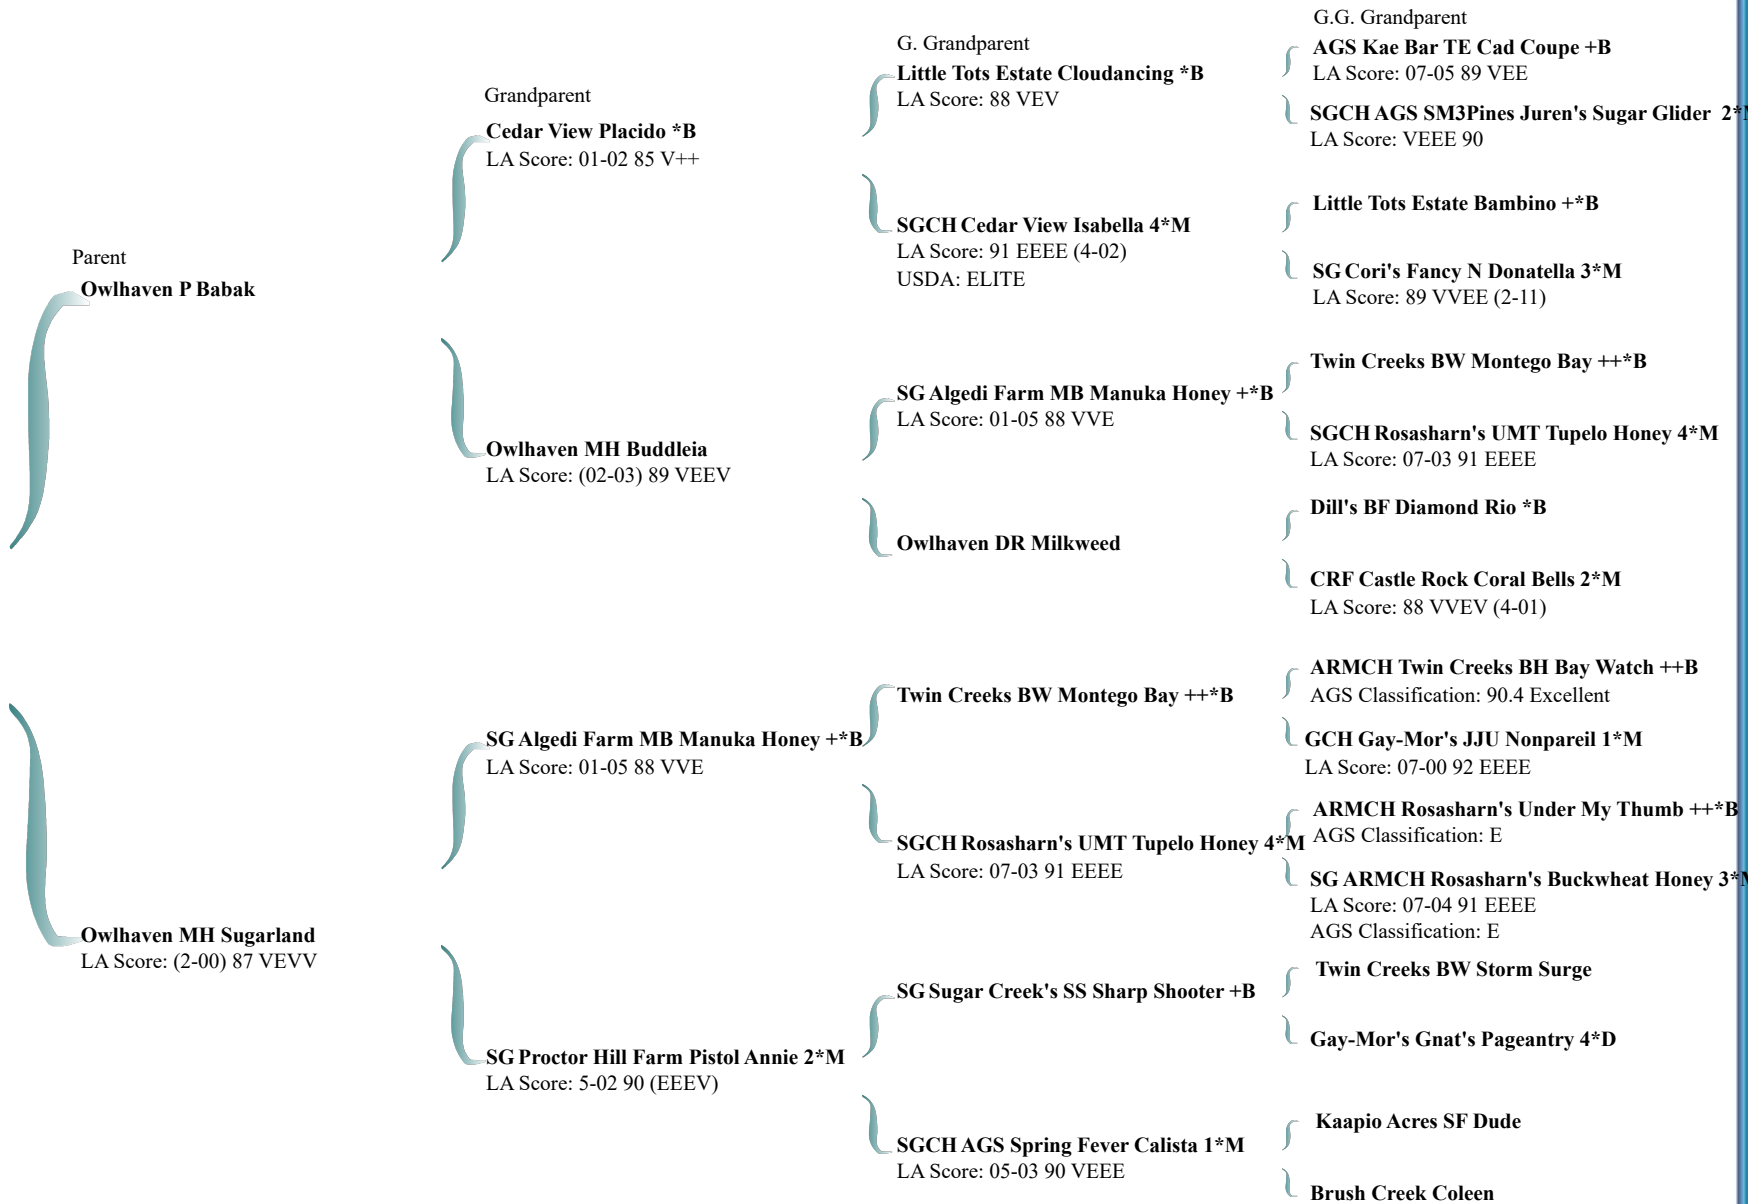 Parent
Owlhaven P Babak
Owlhaven MH Sugarland
LA Score: (2-00) 87 VEVV
Grandparent
Cedar View Placido *B
LA Score: 01-02 85 V++
Owlhaven MH Buddleia
LA Score: (02-03) 89 VEEV
SG Algedi Farm MB Manuka Honey +*B
LA Score: 01-05 88 VVE
SG Proctor Hill Farm Pistol Annie 2*M
LA Score: 5-02 90 (EEEV)
G. Grandparent
Little Tots Estate Cloudancing *B
LA Score: 88 VEV
SGCH Cedar View Isabella 4*M
LA Score: 91 EEEE (4-02)
USDA: ELITE
SG Algedi Farm MB Manuka Honey +*B
LA Score: 01-05 88 VVE
Owlhaven DR Milkweed
Twin Creeks BW Montego Bay ++*B
SGCH Rosasharn's UMT Tupelo Honey 4*M
LA Score: 07-03 91 EEEE
SG Sugar Creek's SS Sharp Shooter +B
SGCH AGS Spring Fever Calista 1*M
LA Score: 05-03 90 VEEE
G.G. Grandparent
AGS Kae Bar TE Cad Coupe +B
LA Score: 07-05 89 VEE
SGCH AGS SM3Pines Juren's Sugar Glider 2*M
LA Score: VEEE 90
Little Tots Estate Bambino +*B
SG Cori's Fancy N Donatella 3*M
LA Score: 89 VVEE (2-11)
Twin Creeks BW Montego Bay ++*B
SGCH Rosasharn's UMT Tupelo Honey 4*M
LA Score: 07-03 91 EEEE
Dill's BF Diamond Rio *B
CRF Castle Rock Coral Bells 2*M
LA Score: 88 VVEV (4-01)
ARMCH Twin Creeks BH Bay Watch ++B
AGS Classification: 90.4 Excellent
GCH Gay-Mor's JJU Nonpareil 1*M
LA Score: 07-00 92 EEEE
ARMCH Rosasharn's Under My Thumb ++*B
AGS Classification: E
SG ARMCH Rosasharn's Buckwheat Honey 3*M
LA Score: 07-04 91 EEEE
AGS Classification: E
Twin Creeks BW Storm Surge
Gay-Mor's Gnat's Pageantry 4*D
Kaapio Acres SF Dude
Brush Creek Coleen